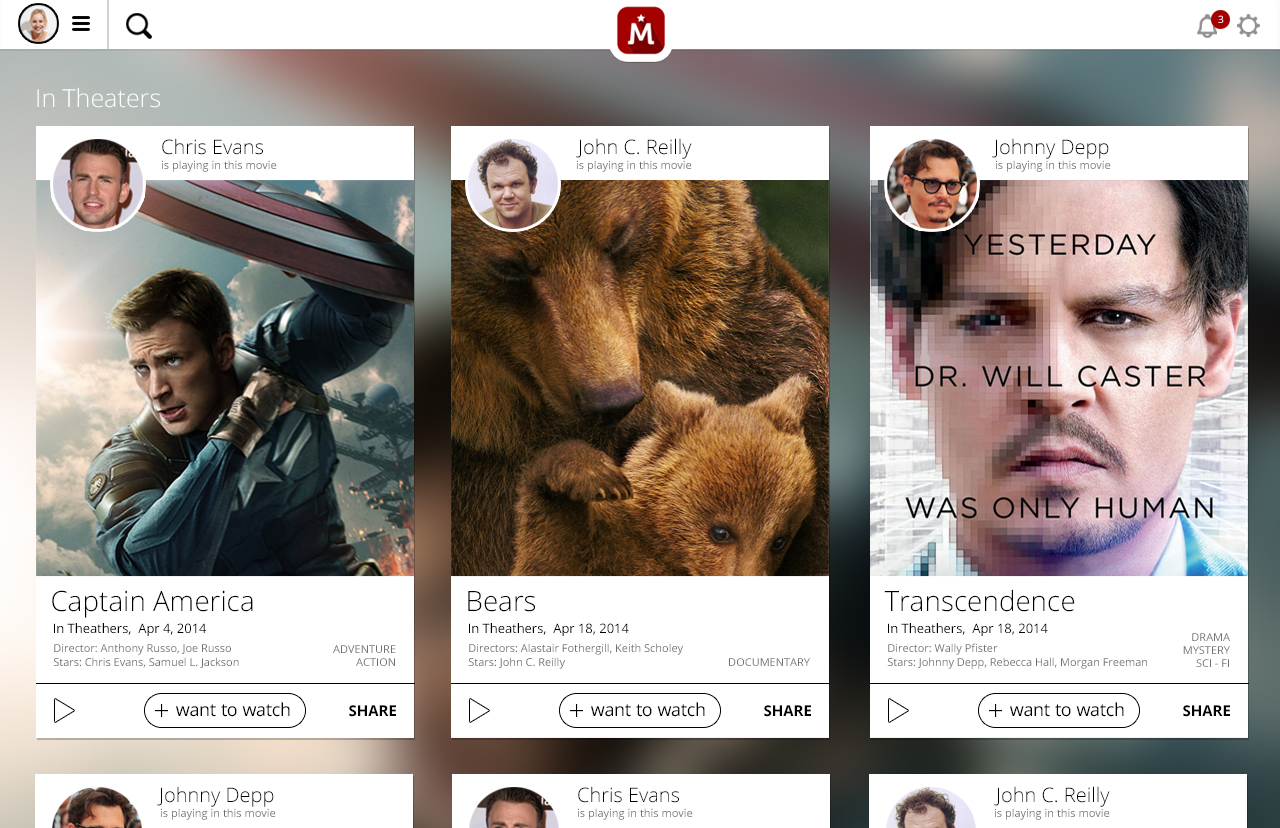 M
3
In Theaters
Chris Evans
is playing in this movie
John C. Reilly
is playing in this movie
Johnny Depp
is playing in this movie
YESTERDAY
DR. WILL CASTER
WAS ONLY HUMAN
Captain America
In Theathers, Apr 4, 2014
Director: Anthony Russo, Joe Russo
Stars: Chris Evans, Samuel L. Jackson
ADVENTURE
ACTION
+ want to watch
SHARE
Bears
In Theathers, Apr 18, 2014
Directors: Alastair Fothergill, Keith Scholey
Stars: John C. Reilly
DOCUMENTARY
+ want to watch
SHARE
Transcendence
In Theathers, Apr 18, 2014
Director: Wally Pfister
Stars: Johnny Depp, Rebecca Hall, Morgan Freeman
DRAMA
MYSTERY
SCI - FI
+ want to watch
SHARE
Johnny Depp
is playing in this movie
Chris Evans
is playing in this movie
John C. Reilly
is playing in this movie